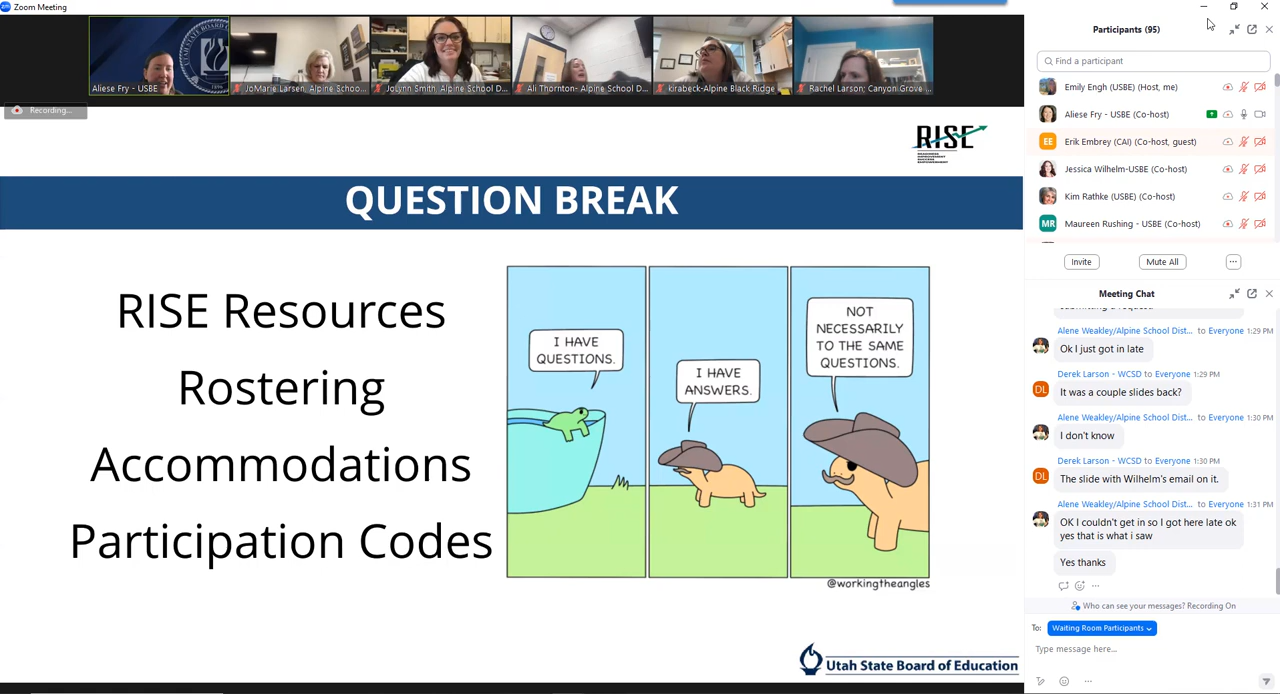 Zoom Meeting
Aliese Fry - USBE
JoMarie Larsen, Alpine Schoo...
JoLynn Smith, Alpine School D...
Ali Thornton- Alpine School D...
kirabeck-Alpine Black Ridge
Rachel Larson; Canyon Grove ...
Recording...
RISE
QUESTION BREAK
RISE Resources
Rostering
Accommodations
Participation Codes
I HAVE
QUESTIONS.
I HAVE
ANSWERS.
NOT
NECESSARILY
TO THE SAME
QUESTIONS.
@workingtheangles
Utah State Board of Education
Participants (95)
Find a participant
Emily Engh (USBE) (Host, me)
Aliese Fry - USBE (Co-host)
EE
Erik Embrey (CAI) (Co-host, guest)
Jessica Wilhelm-USBE (Co-host)
Kim Rathke (USBE) (Co-host)
MR
Maureen Rushing - USBE (Co-host)
Invite
Mute All
...
Meeting Chat
Alene Weakley/Alpine School Dist... to Everyone 1:29 PM
Ok I just got in late
Derek Larson - WCSD to Everyone 1:29 PM
DL
It was a couple slides back?
Alene Weakley/Alpine School Dist... to Everyone 1:30 PM
I don't know
Derek Larson - WCSD to Everyone 1:30 PM
DL
The slide with Wilhelm's email on it.
Alene Weakley/Alpine School Dist... to Everyone 1:31 PM
OK I couldn't get in so I got here late ok
yes that is what i saw
Yes thanks
Who can see your messages? Recording On
To: Waiting Room Participants
Type message here...